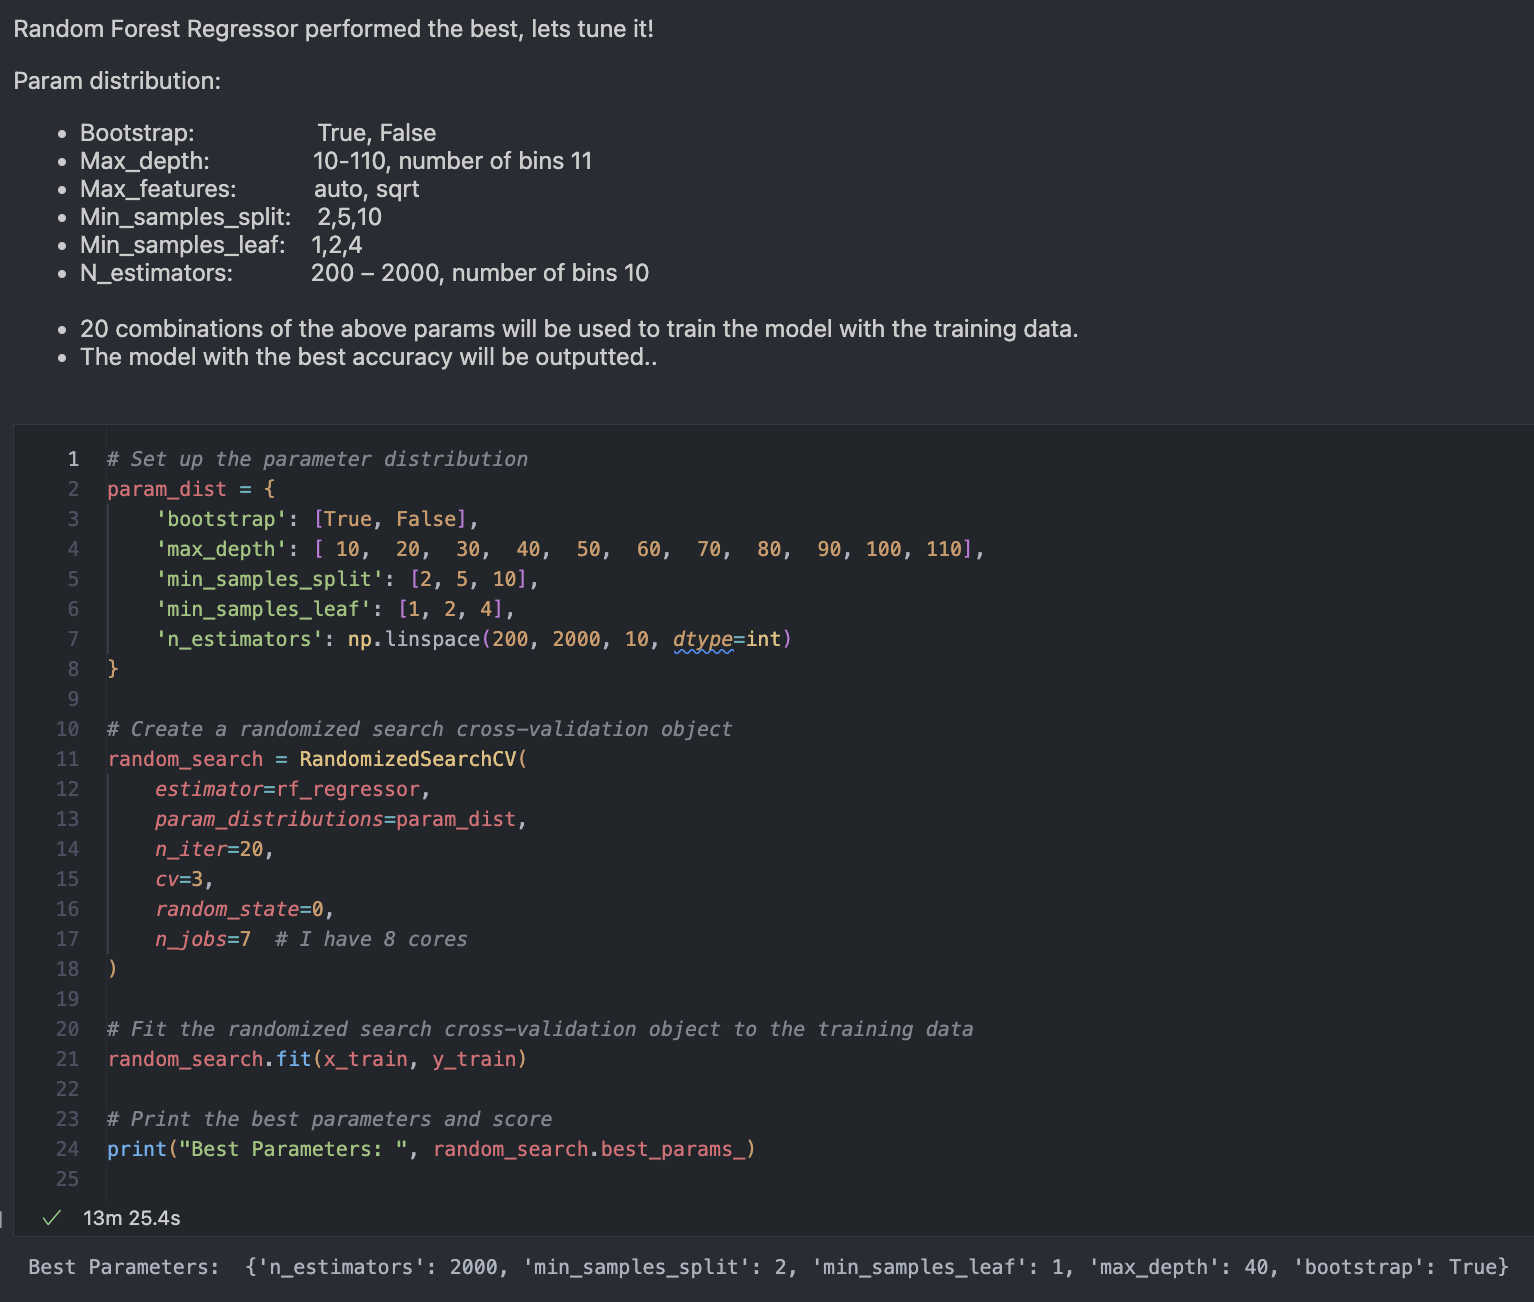 Random Forest Regressor performed the best, lets tune it!
Param distribution:
• Bootstrap: True, False
• Max_depth: 10-110, number of bins 11
• Max_features: auto, sqrt
• Min_samples_split: 2,5,10
• Min_samples_leaf: 1,2,4
• N_estimators: 200 – 2000, number of bins 10
• 20 combinations of the above params will be used to train the model with the training data.
• The model with the best accuracy will be outputted..
1 # Set up the parameter distribution
2 param_dist = {
3     'bootstrap': [True, False],
4     'max_depth': [ 10,  20,  30,  40,  50,  60,  70,  80,  90, 100, 110],
5     'min_samples_split': [2, 5, 10],
6     'min_samples_leaf': [1, 2, 4],
7     'n_estimators': np.linspace(200, 2000, 10, dtype=int)
8 }
9
10 # Create a randomized search cross-validation object
11 random_search = RandomizedSearchCV(
12     estimator=rf_regressor,
13     param_distributions=param_dist,
14     n_iter=20,
15     cv=3,
16     random_state=0,
17     n_jobs=7  # I have 8 cores
18 )
19
20 # Fit the randomized search cross-validation object to the training data
21 random_search.fit(x_train, y_train)
22
23 # Print the best parameters and score
24 print("Best Parameters: ", random_search.best_params_)
25
✓ 13m 25.4s
Best Parameters:  {'n_estimators': 2000, 'min_samples_split': 2, 'min_samples_leaf': 1, 'max_depth': 40, 'bootstrap': True}